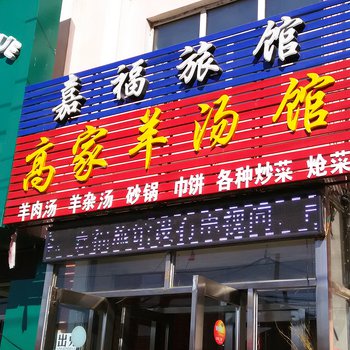 嘉福旅馆
高家羊汤馆
羊肉汤 羊杂汤 砂锅 巾饼 各种炒菜 炝菜